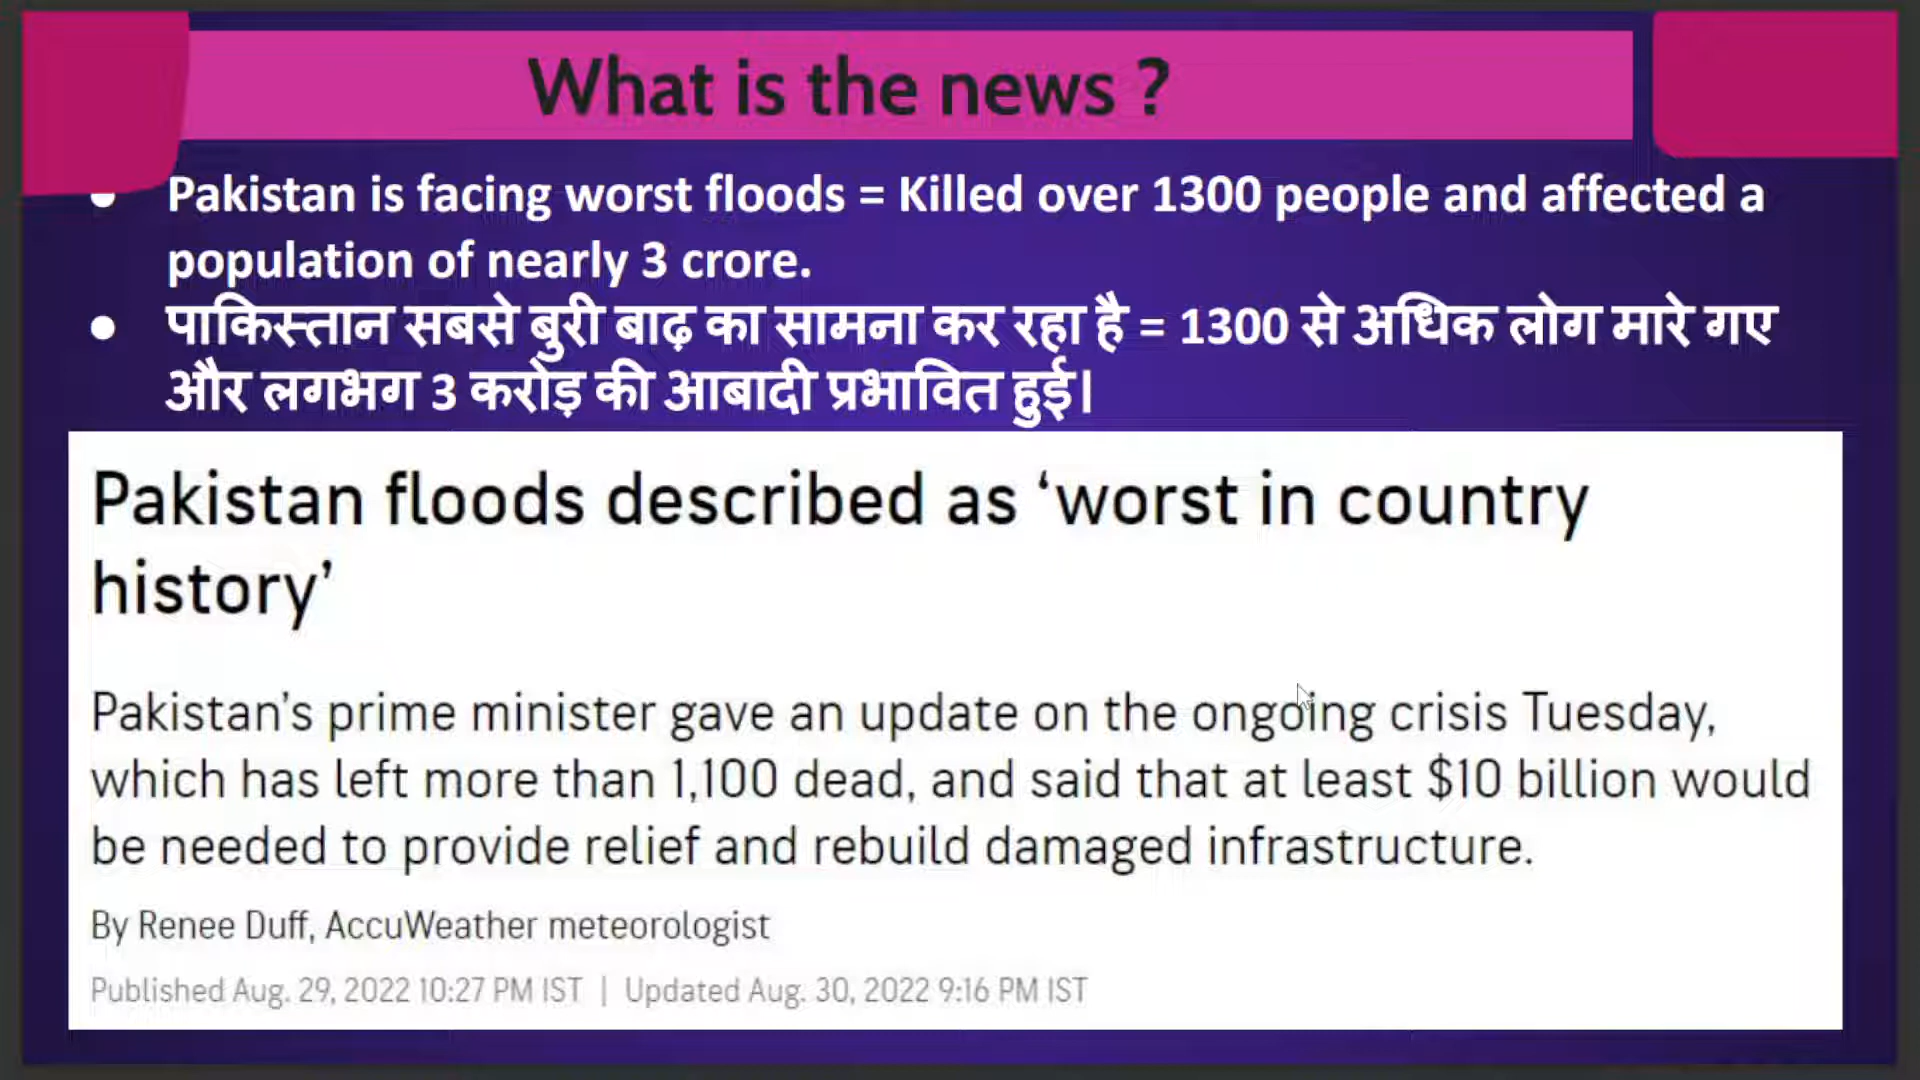 What is the news ?
● Pakistan is facing worst floods = Killed over 1300 people and affected a
population of nearly 3 crore.
● पाकिस्तान सबसे बुरी बाढ़ का सामना कर रहा है = 1300 से अधिक लोग मारे गए
और लगभग 3 करोड़ की आबादी प्रभावित हुई।
Pakistan floods described as ‘worst in country
history’
Pakistan’s prime minister gave an update on the ongoing crisis Tuesday,
which has left more than 1,100 dead, and said that at least $10 billion would
be needed to provide relief and rebuild damaged infrastructure.
By Renee Duff, AccuWeather meteorologist
Published Aug. 29, 2022 10:27 PM IST | Updated Aug. 30, 2022 9:16 PM IST